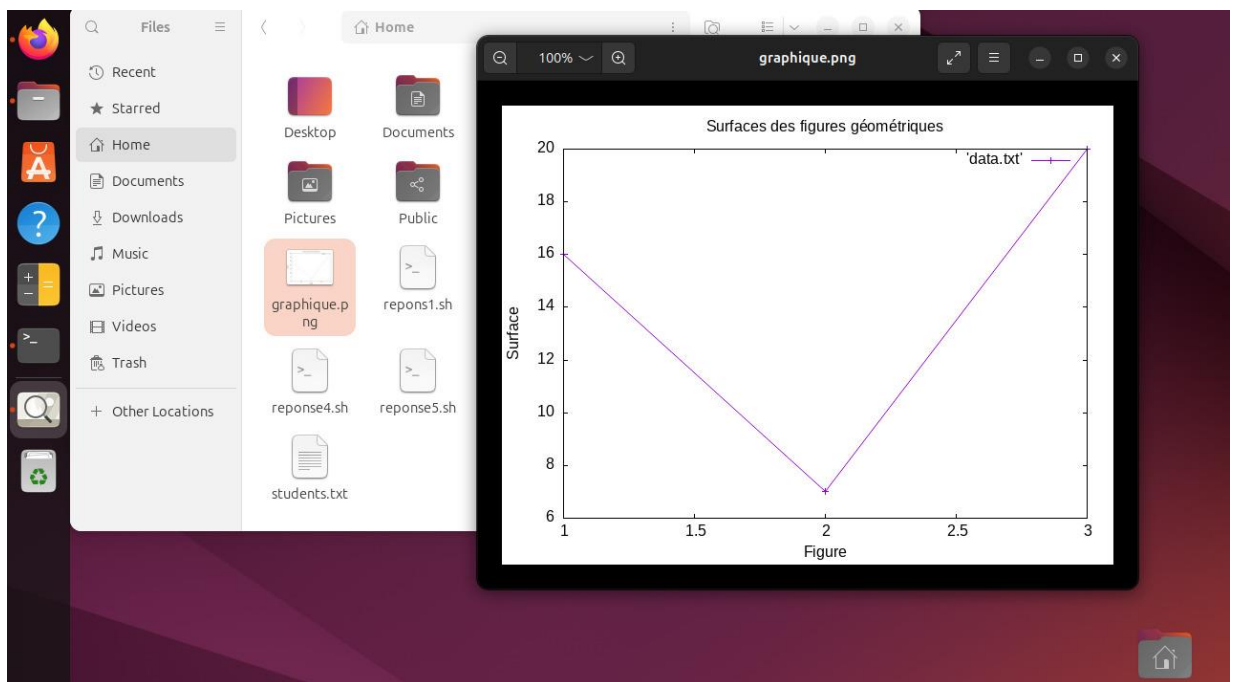 Files
Home
Recent
Starred
Home
Documents
Downloads
Music
Pictures
Videos
Trash
+ Other Locations
Desktop
Documents
Pictures
Public
graphique.p
ng
repons1.sh
reponse4.sh
reponse5.sh
students.txt
100%
graphique.png
Surfaces des figures géométriques
'data.txt'
20
18
16
14
12
10
8
6
Surface
1 1.5 2 2.5 3
Figure